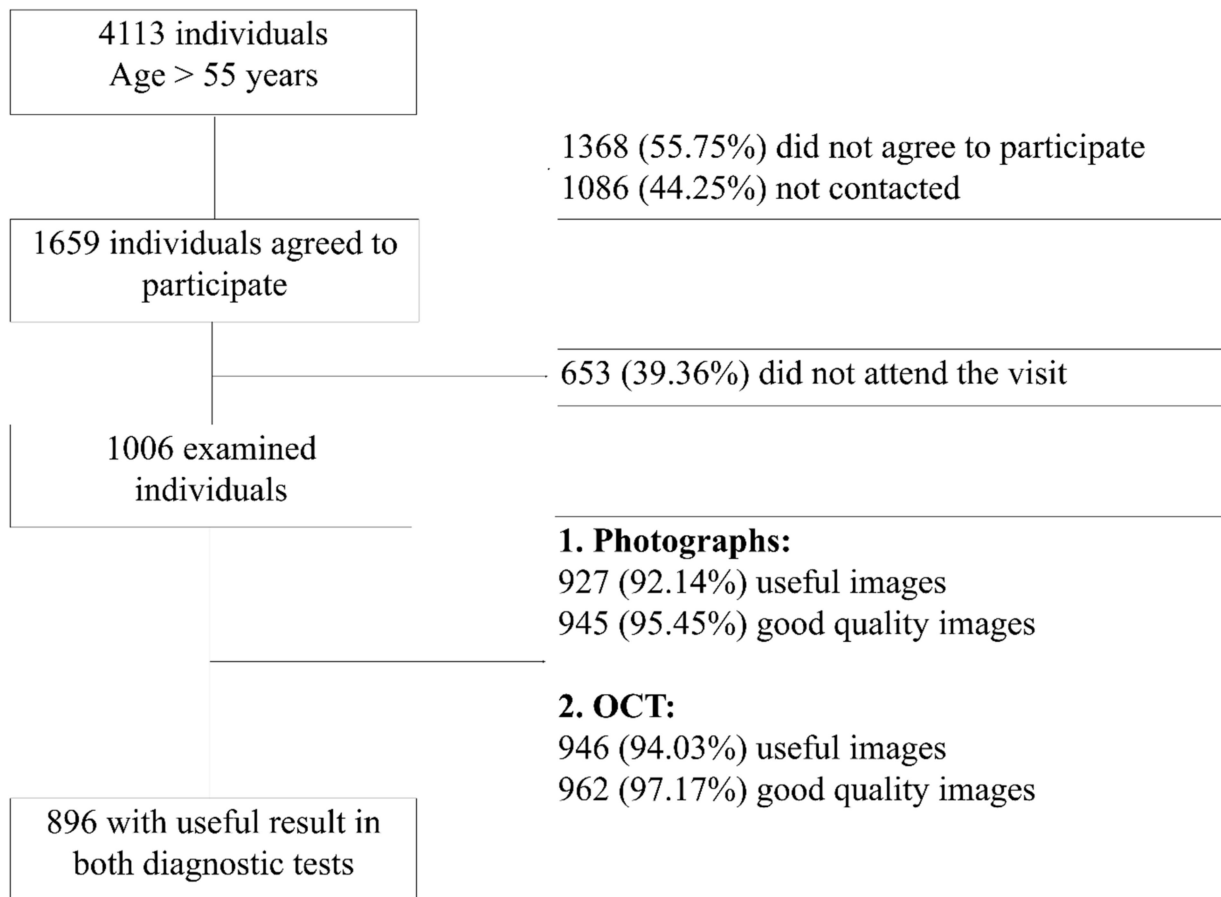 4113 individuals
Age > 55 years
1368 (55.75%) did not agree to participate
1086 (44.25%) not contacted
1659 individuals agreed to
participate
653 (39.36%) did not attend the visit
1006 examined
individuals
1. Photographs:
927 (92.14%) useful images
945 (95.45%) good quality images
2. OCT:
946 (94.03%) useful images
962 (97.17%) good quality images
896 with useful result in
both diagnostic tests